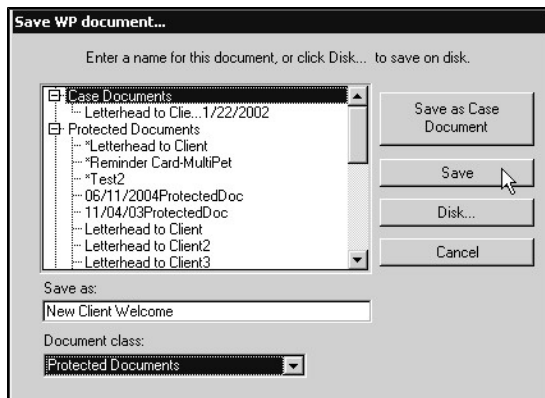 Save WP document...
Enter a name for this document, or click Disk... to save on disk.
Case Documents
Letterhead to Clie...1/22/2002
Protected Documents
*Letterhead to Client
*Reminder Card-MultiPet
*Test2
06/11/2004ProtectedDoc
11/04/03ProtectedDoc
Letterhead to Client
Letterhead to Client2
Letterhead to Client3
Save as Case
Document
Save
Disk...
Cancel
Save as:
New Client Welcome
Document class:
Protected Documents